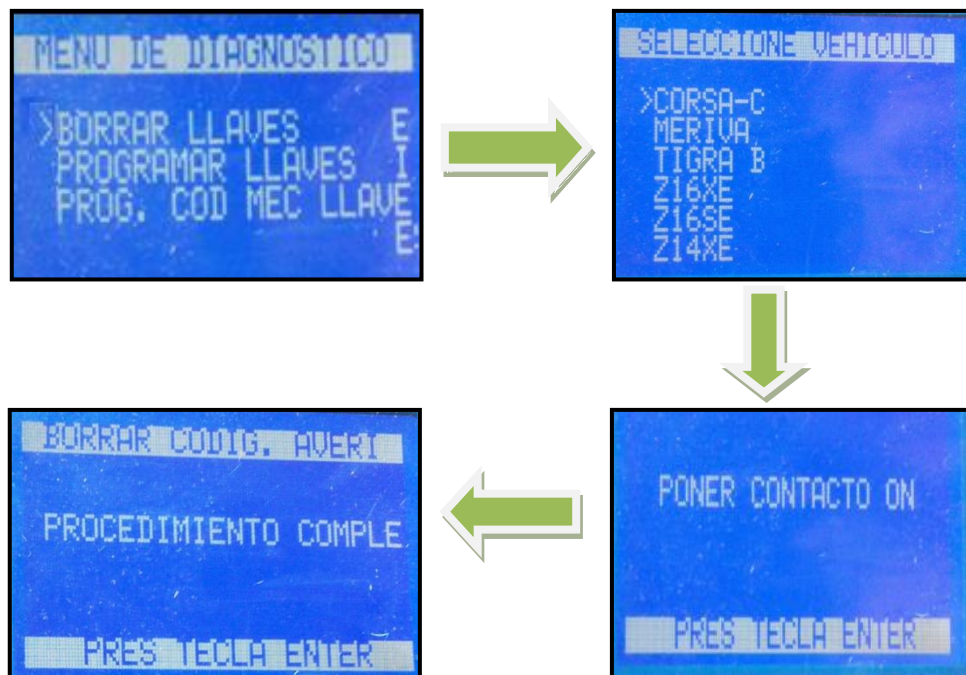 MENU DE DIAGNOSTICO
>BORRAR LLAVES E
PROGRAMAR LLAVES I
PROG. COD MEC LLAVE
E
SELECCIONE VEHICULO
>CORSA-C
MERIVA
TIGRA B
Z16XE
Z16SE
Z14XE
PONER CONTACTO ON
PRES TECLA ENTER
BORRAR CODIG. AVERI
PROCEDIMIENTO COMPLE
PRES TECLA ENTER